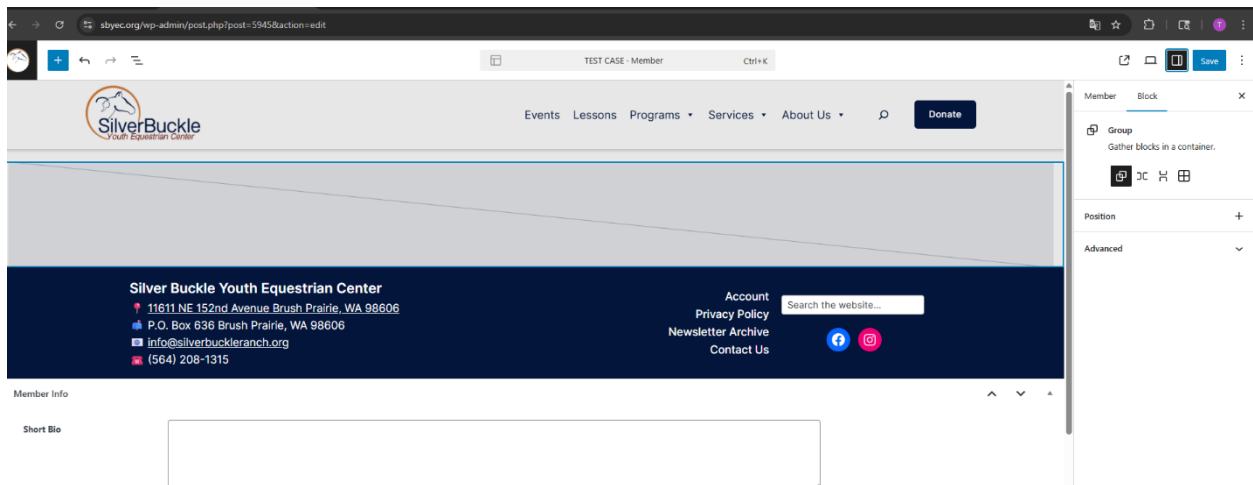 sbyec.org/wp-admin/post.php?post=5945&action=edit
T
TEST CASE - Member Ctrl+K
Save
SilverBuckle
Youth Equestrian Center
Events Lessons Programs Services About Us
Donate
Member Block
Group
Gather blocks in a container.
Position
Advanced
Silver Buckle Youth Equestrian Center
11611 NE 152nd Avenue Brush Prairie, WA 98606
P.O. Box 636 Brush Prairie, WA 98606
info@silverbuckleranch.org
(564) 208-1315
Account
Privacy Policy
Newsletter Archive
Contact Us
Search the website...
Member Info
Short Bio